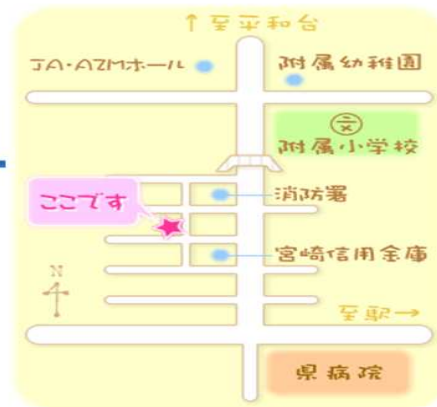 ↑至平和台
JA・AZMホール
附属幼稚園
文
附属小学校
ここです
消防署
宮崎信用金庫
N
至駅→
県病院